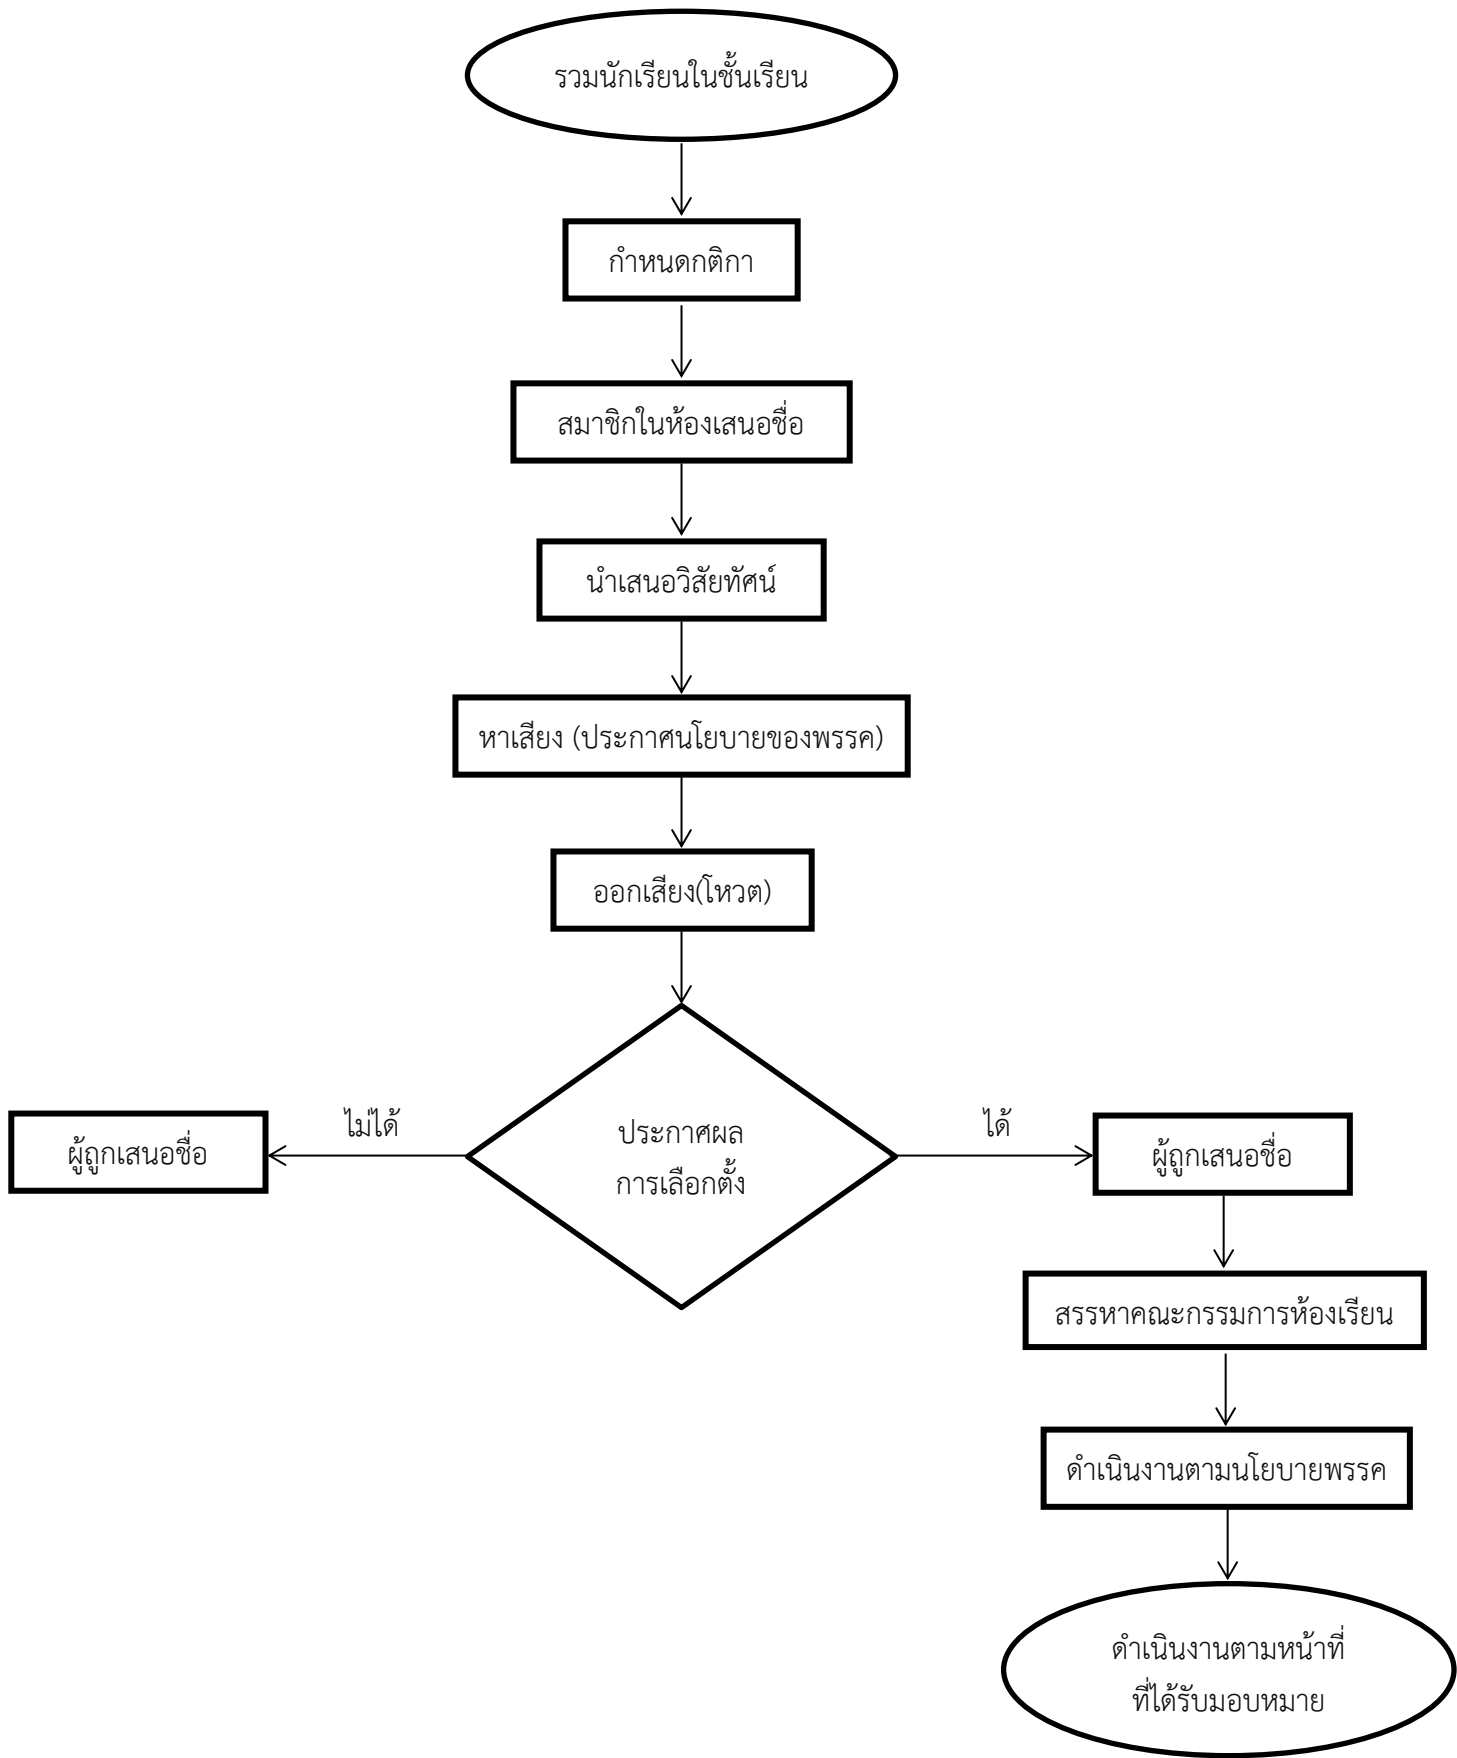 รวมนักเรียนในชั้นเรียน
กำหนดกติกา
สมาชิกในห้องเสนอชื่อ
นำเสนอวิสัยทัศน์
หาเสียง (ประกาศนโยบายของพรรค)
ออกเสียง(โหวต)
ประกาศผล
การเลือกตั้ง
ไม่ได้
ผู้ถูกเสนอชื่อ
ได้
ผู้ถูกเสนอชื่อ
สรรหาคณะกรรมการห้องเรียน
ดำเนินงานตามนโยบายพรรค
ดำเนินงานตามหน้าที่
ที่ได้รับมอบหมาย